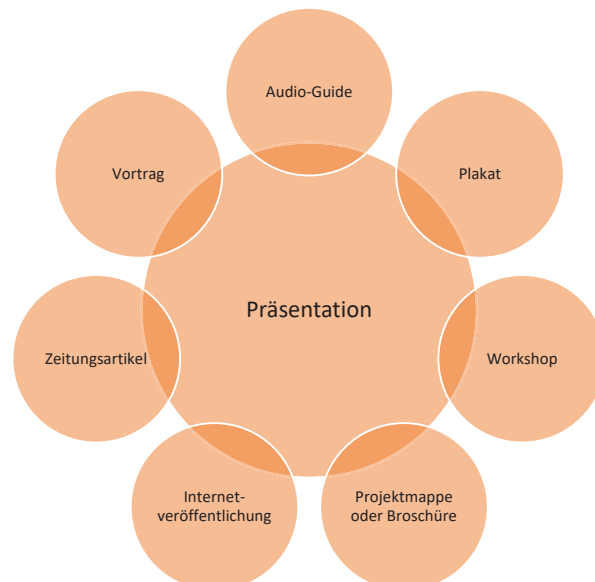 Audio-Guide
Vortrag
Plakat
Präsentation
Zeitungsartikel
Workshop
Internet-
veröffentlichung
Projektmappe
oder Broschüre